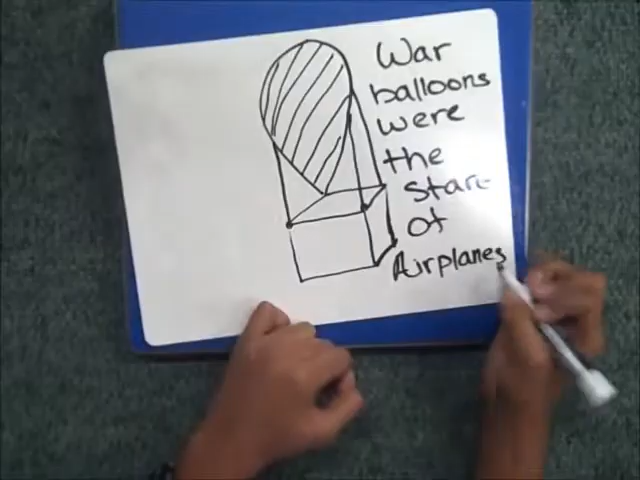 War
balloons
were
the
Start
of
Airplanes